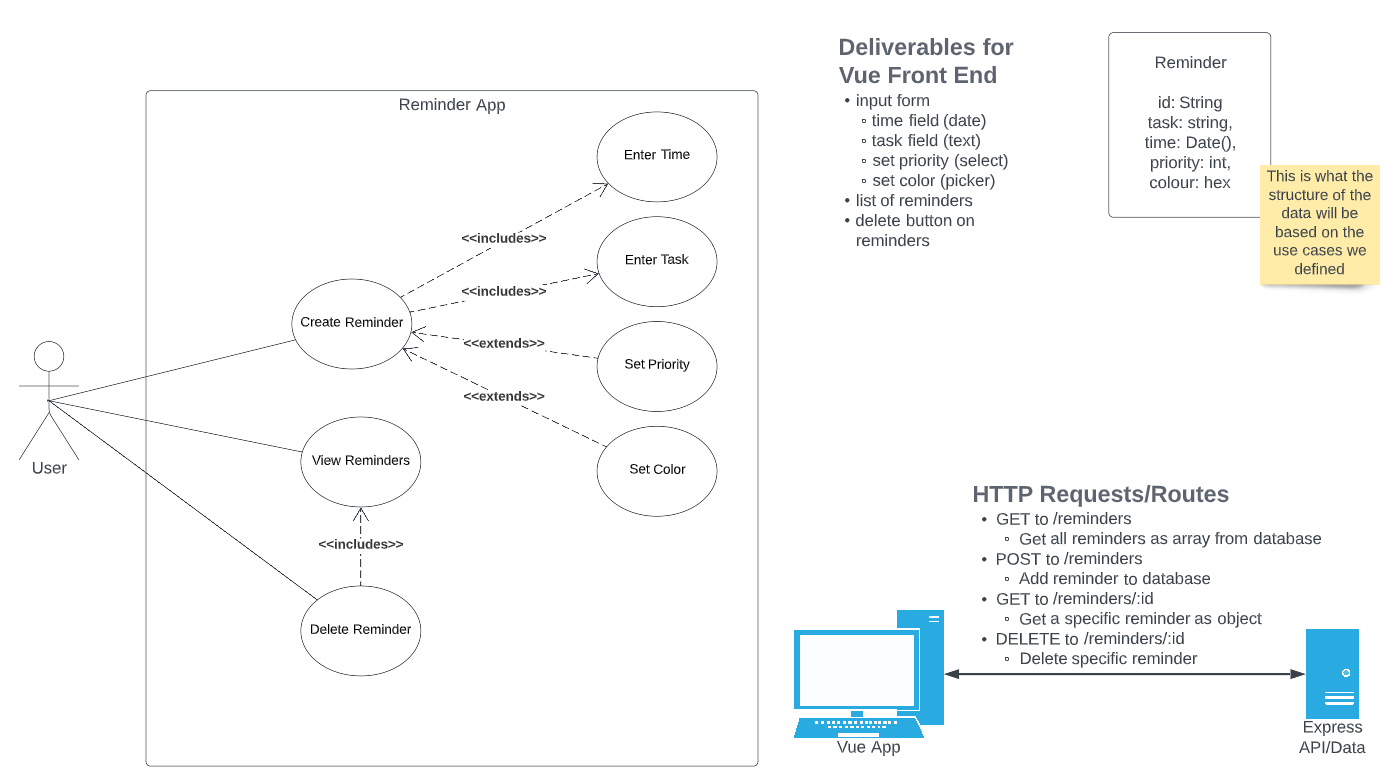 Reminder App
Enter Time
<<includes>>
Enter Task
<<includes>>
Create Reminder
<<extends>>
Set Priority
<<extends>>
User
View Reminders
Set Color
<<includes>>
Delete Reminder
Deliverables for
Vue Front End
• input form
◦ time field (date)
◦ task field (text)
◦ set priority (select)
◦ set color (picker)
• list of reminders
• delete button on
reminders
Reminder
id: String
task: string,
time: Date(),
priority: int,
colour: hex
This is what the
structure of the
data will be
based on the
use cases we
defined
HTTP Requests/Routes
• GET to /reminders
◦ Get all reminders as array from database
• POST to /reminders
◦ Add reminder to database
• GET to /reminders/:id
◦ Get a specific reminder as object
• DELETE to /reminders/:id
◦ Delete specific reminder
Vue App
Express
API/Data